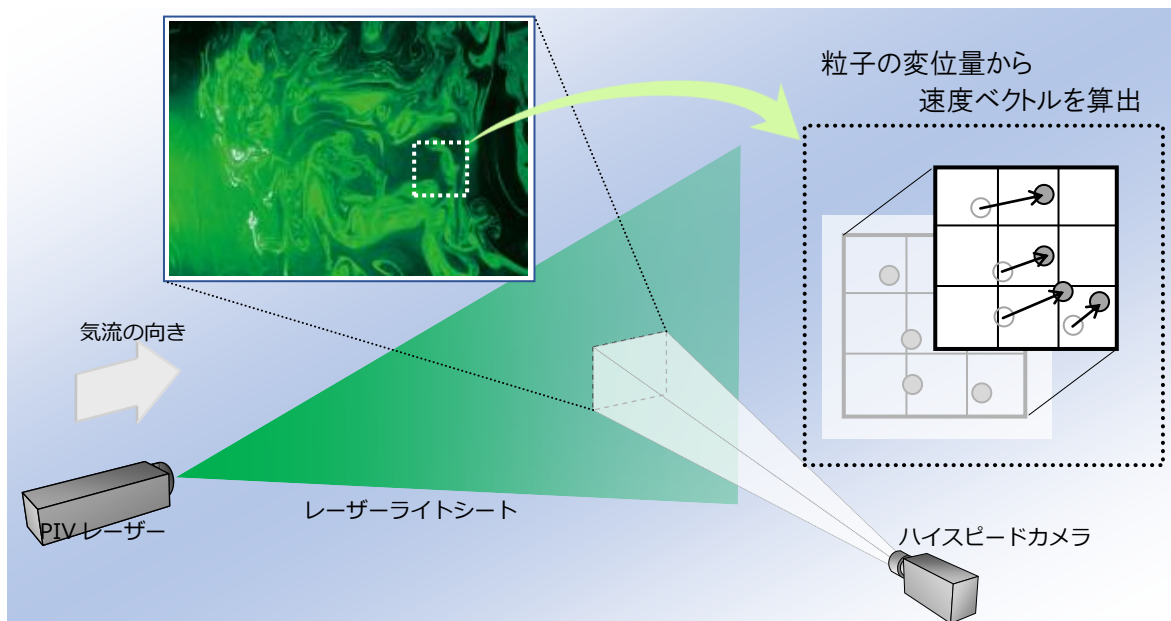 粒子の変位量から
速度ベクトルを算出
気流の向き
レーザーライトシート
PIV レーザー
ハイスピードカメラ